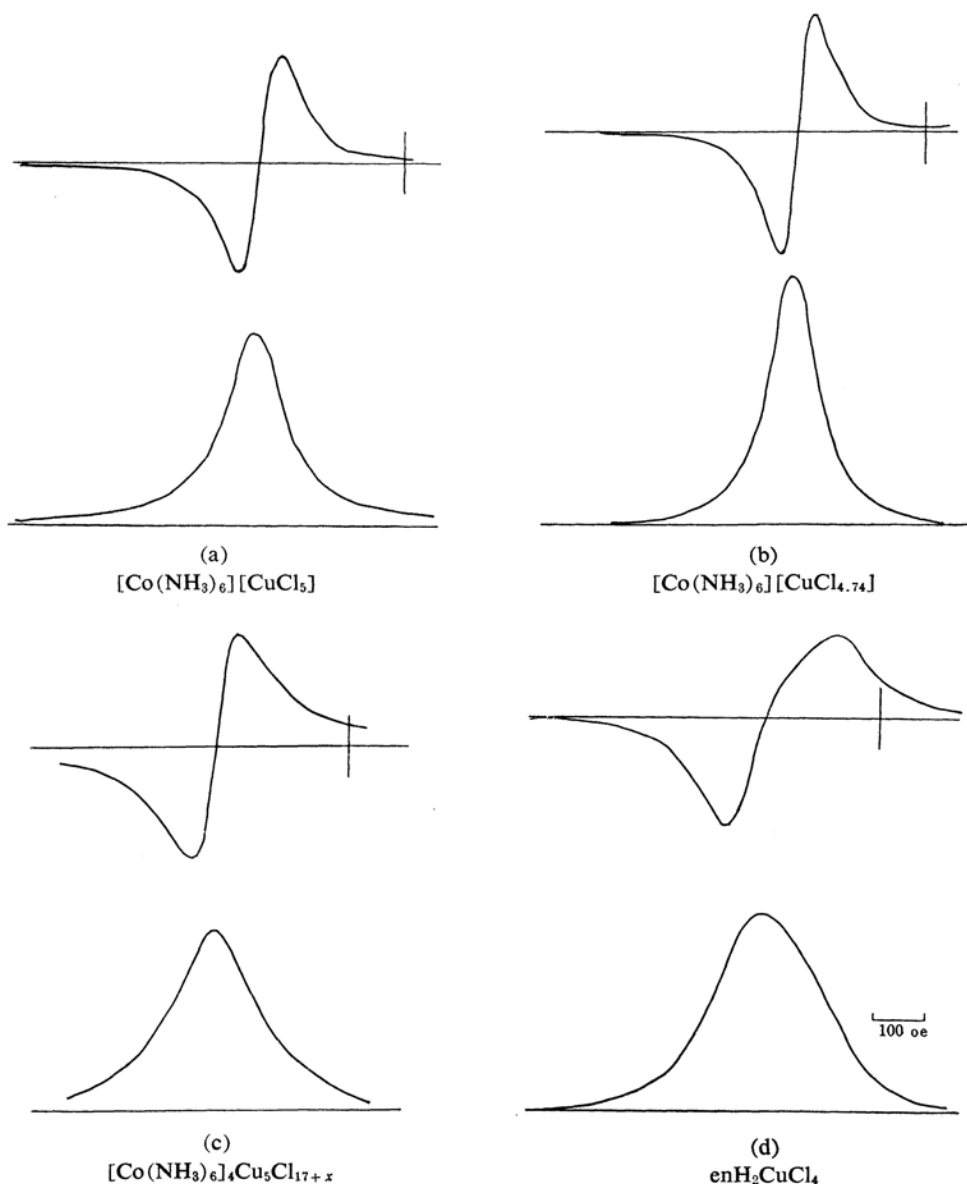 (a)
[Co(NH₃)₆][CuCl₅]
(b)
[Co(NH₃)₆][CuCl₄.₇₄]
(c)
[Co(NH₃)₆]₄Cu₅Cl₁₇₊ₓ
100 oe
(d)
enH₂CuCl₄